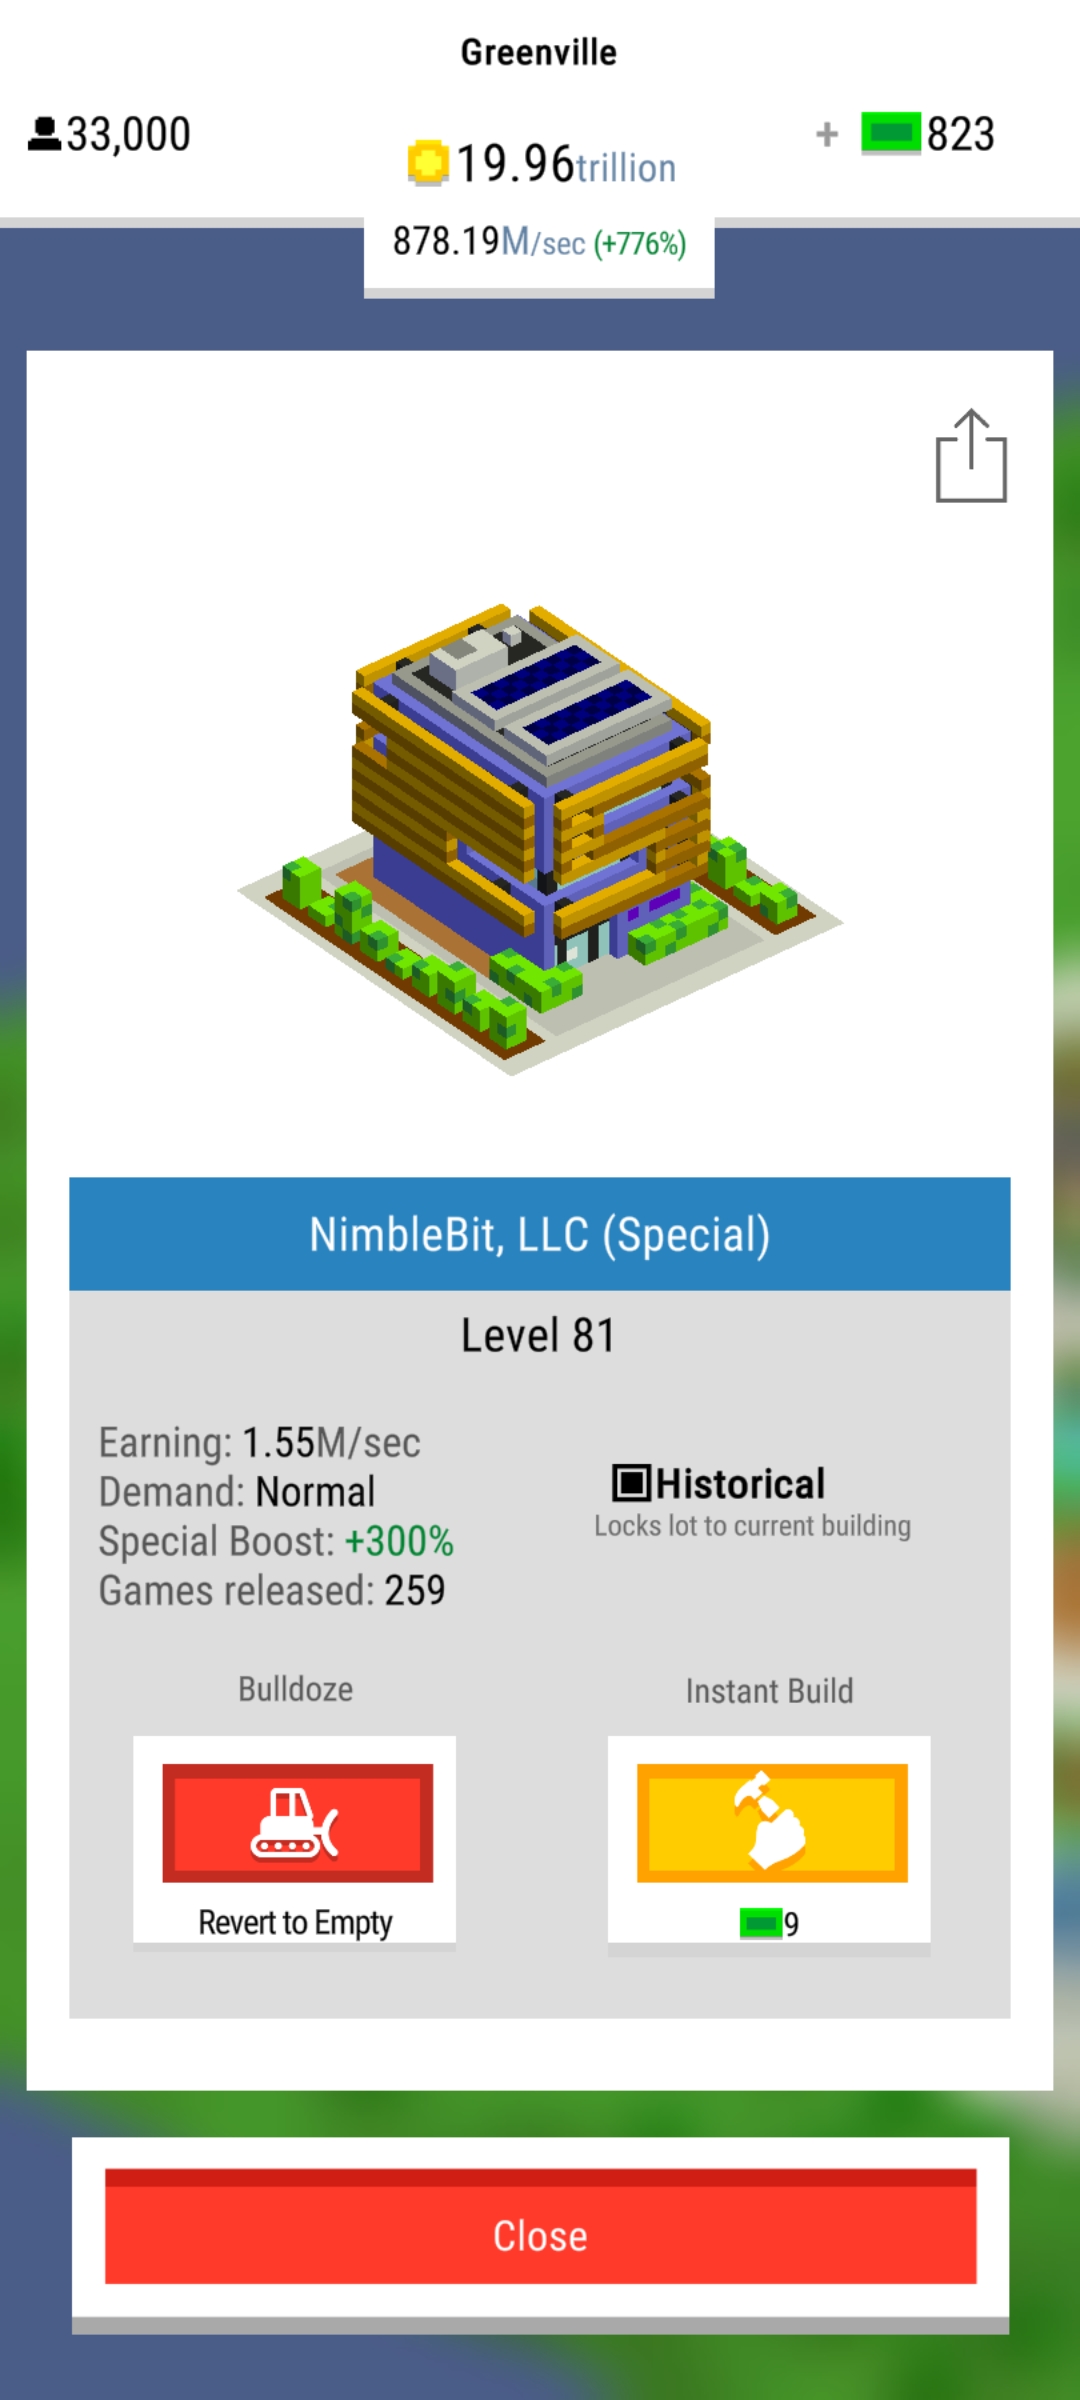 Greenville
33,000
19.96trillion
+ 823
878.19M/sec (+776%)
NimbleBit, LLC (Special)
Level 81
Earning: 1.55M/sec
Demand: Normal
Special Boost: +300%
Games released: 259
Historical
Locks lot to current building
Bulldoze
Revert to Empty
Instant Build
9
Close